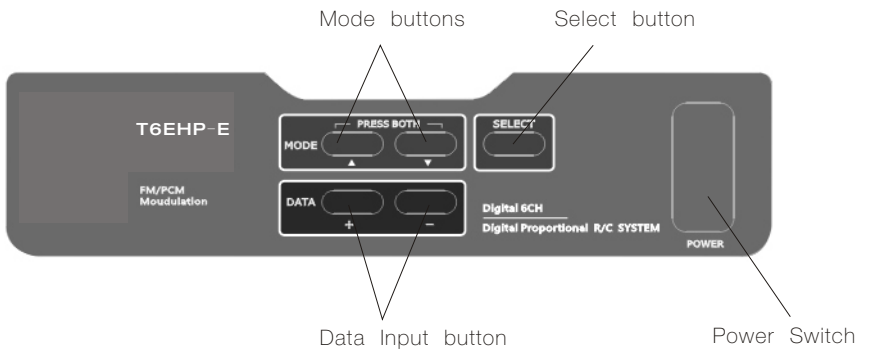 Mode buttons
Select button
T6EHP-E
PRESS BOTH
MODE
▲
▼
SELECT
FM/PCM
Moudulation
DATA
+
−
Digital 6CH
Digital Proportional R/C SYSTEM
POWER
Data Input button
Power Switch